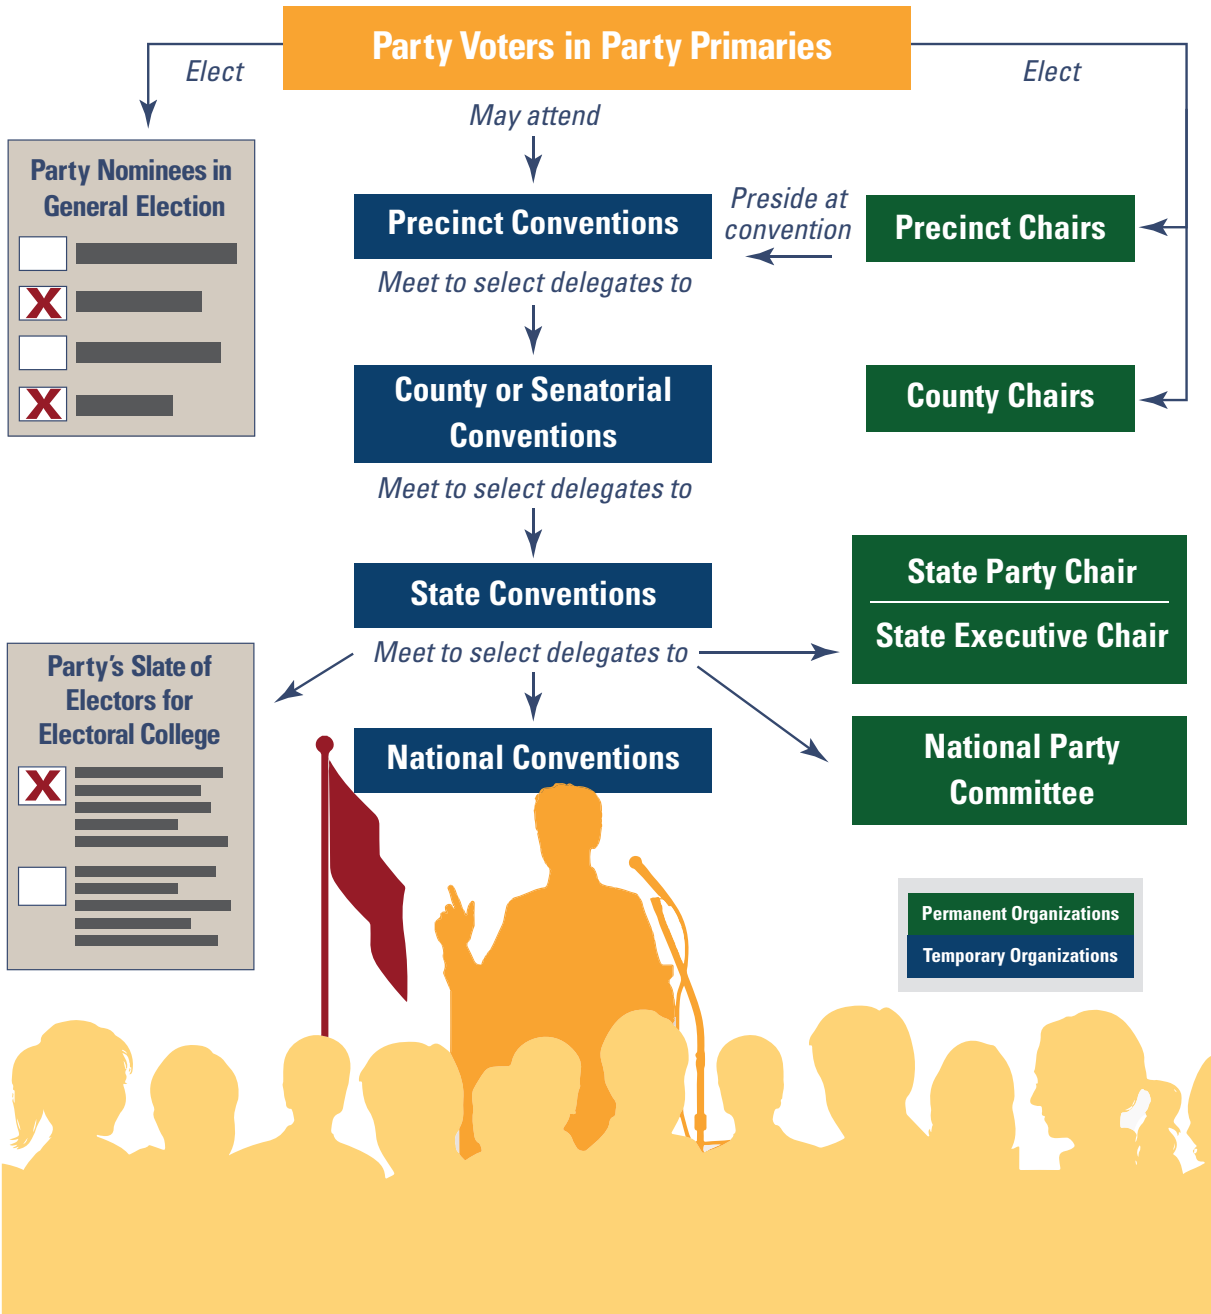 Party Voters in Party Primaries
Elect
Elect
May attend
Party Nominees in
General Election
X
X
Precinct Conventions
Preside at
convention
Precinct Chairs
Meet to select delegates to
County or Senatorial
Conventions
County Chairs
Meet to select delegates to
State Conventions
State Party Chair
State Executive Chair
Meet to select delegates to
Party's Slate of
Electors for
Electoral College
X
National Conventions
National Party
Committee
Permanent Organizations
Temporary Organizations